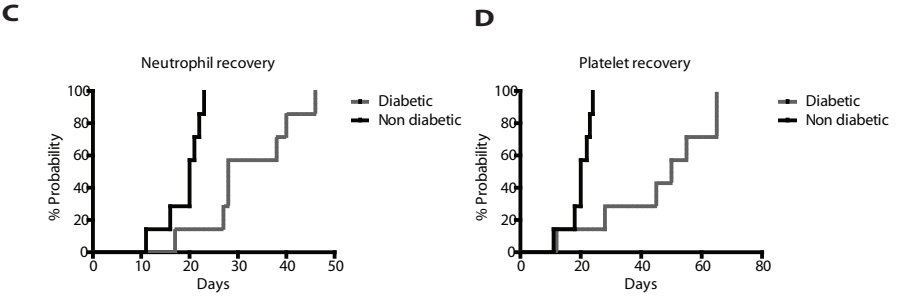 C
Neutrophil recovery
% Probability
100
80
60
40
20
0
0 10 20 30 40 50
Days
Diabetic
Non diabetic
D
Platelet recovery
% Probability
100
80
60
40
20
0
0 20 40 60 80
Days
Diabetic
Non diabetic